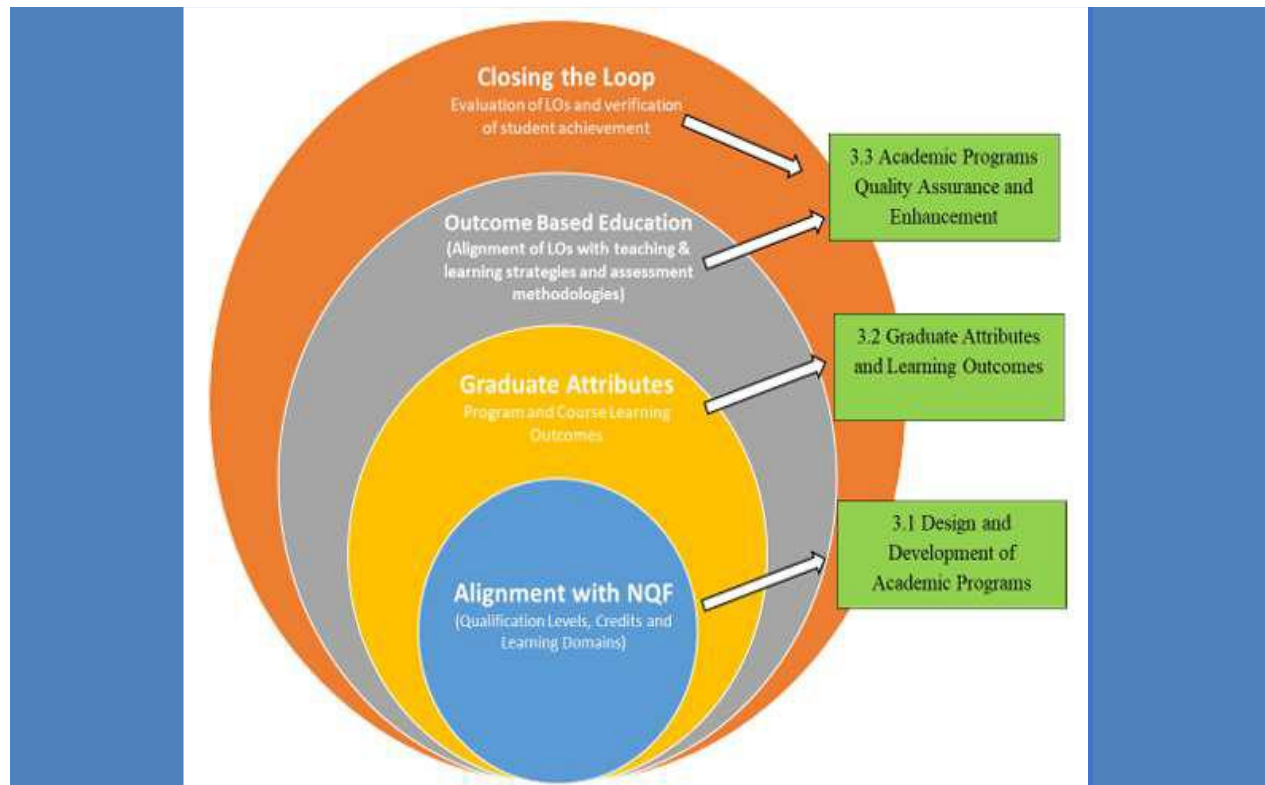 Closing the Loop
Evaluation of LOs and verification
of student achievement
3.3 Academic Programs
Quality Assurance and
Enhancement
Outcome Based Education
(Alignment of LOs with teaching &
learning strategies and assessment
methodologies)
3.2 Graduate Attributes
and Learning Outcomes
Graduate Attributes
Program and Course Learning
Outcomes
3.1 Design and
Development of
Academic Programs
Alignment with NQF
(Qualification Levels, Credits and
Learning Domains)